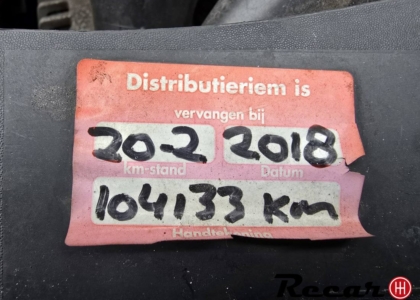 Distributieriem is
vervangen bij
20-2 2018
km-stand Datum
104133 km
Handtekening
Recar